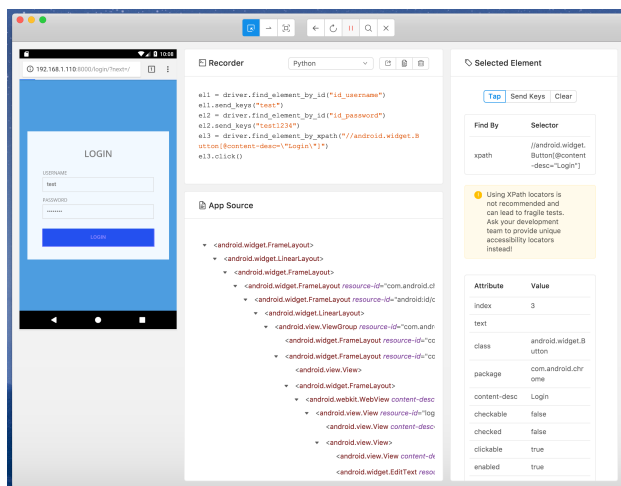 10:08
192.168.1.110:8000/login/?next=/
1
LOGIN
USERNAME
test
PASSWORD
••••••••
LOGIN
Recorder
Python
el1 = driver.find_element_by_id("id_username")
el1.send_keys("test")
el2 = driver.find_element_by_id("id_password")
el2.send_keys("test1234")
el3 = driver.find_element_by_xpath("//android.widget.B
utton[@content-desc=\"Login\"]")
el3.click()
App Source
<android.widget.FrameLayout>
<android.widget.LinearLayout>
<android.widget.FrameLayout>
<android.widget.FrameLayout resource-id="com.android.ch
<android.widget.FrameLayout resource-id="android:id/c
<android.widget.LinearLayout>
<android.view.ViewGroup resource-id="com.andr
<android.widget.FrameLayout resource-id="co
<android.widget.FrameLayout resource-id="cc
<android.view.View>
<android.widget.FrameLayout>
<android.webkit.WebView content-desc
<android.view.View resource-id="log
<android.view.View content-desc
<android.view.View>
<android.view.View content-de
<android.widget.EditText resou
Selected Element
Tap Send Keys Clear
Find By Selector
xpath //android.widget.
Button[@content
-desc="Login"]
Using XPath locators is
not recommended and
can lead to fragile tests.
Ask your development
team to provide unique
accessibility locators
instead!
Attribute Value
index 3
text
class android.widget.B
utton
package com.android.chr
ome
content-desc Login
checkable false
checked false
clickable true
enabled true